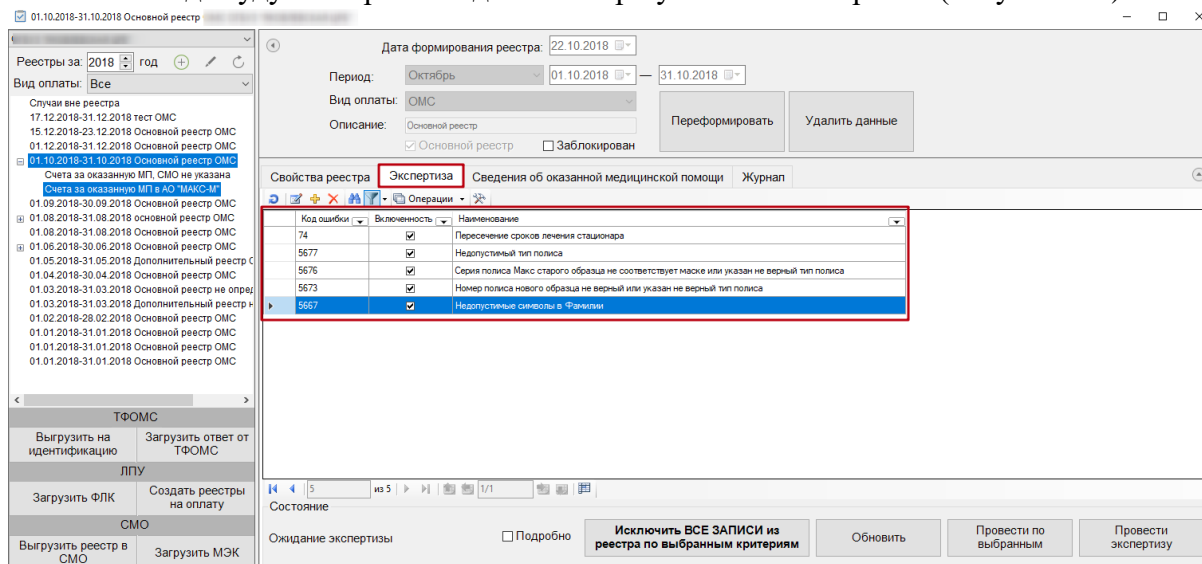 01.10.2018-31.10.2018 Основной реестр
Реестры за: 2018 год
Вид оплаты: Все
Случаи вне реестра
17.12.2018-31.12.2018 тест ОМС
15.12.2018-23.12.2018 Основной реестр ОМС
01.12.2018-31.12.2018 Основной реестр ОМС
01.10.2018-31.10.2018 Основной реестр ОМС
Счета за оказанную МП, СМО не указана
Счета за оказанную МП в АО "МАКС-М"
01.09.2018-30.09.2018 Основной реестр ОМС
01.08.2018-31.08.2018 основной реестр ОМС
01.08.2018-31.08.2018 Основной реестр ОМС
01.06.2018-30.06.2018 Основной реестр ОМС
01.05.2018-31.05.2018 Дополнительный реестр
01.04.2018-30.04.2018 Основной реестр ОМС
01.03.2018-31.03.2018 Основной реестр не опред
01.03.2018-31.03.2018 Дополнительный реестр н
01.02.2018-28.02.2018 Основной реестр ОМС
01.01.2018-31.01.2018 Основной реестр ОМС
01.01.2018-31.01.2018 Основной реестр ОМС
01.01.2018-31.01.2018 Основной реестр ОМС
ТФОМС
Выгрузить на идентификацию
Загрузить ответ от ТФОМС
ЛПУ
Загрузить ФЛК
Создать реестры на оплату
СМО
Выгрузить реестр в СМО
Загрузить МЭК
Дата формирования реестра: 22.10.2018
Период: Октябрь 01.10.2018 — 31.10.2018
Вид оплаты: ОМС
Описание: Основной реестр
Основной реестр Заблокирован
Переформировать
Удалить данные
Свойства реестра Экспертиза Сведения об оказанной медицинской помощи Журнал
Операции
Код ошибки Включенность Наименование
74 Пересечение сроков лечения стационара
5677 Недопустимый тип полиса
5676 Серия полиса Макс старого образца не соответствует маске или указан не верный тип полиса
5673 Номер полиса нового образца не верный или указан не верный тип полиса
5667 Недопустимые символы в Фамилии
5 из 5 1/1
Состояние
Ожидание экспертизы
Подробно
Исключить ВСЕ ЗАПИСИ из реестра по выбранным критериям
Обновить
Провести по выбранным
Провести экспертизу